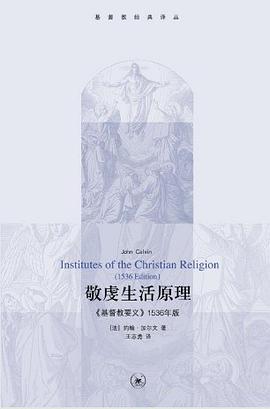 基督教经典译丛
John Calvin
Institutes of the Christian Religion
(1536 Edition)
敬虔生活原理
《基督教要义》1536年版
[法] 约翰·加尔文 著
王志勇 译